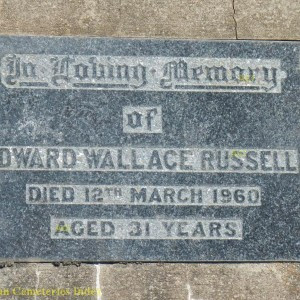 In Loving Memory
of
DWARD WALLACE RUSSELL
DIED 12TH MARCH 1960
AGED 31 YEARS